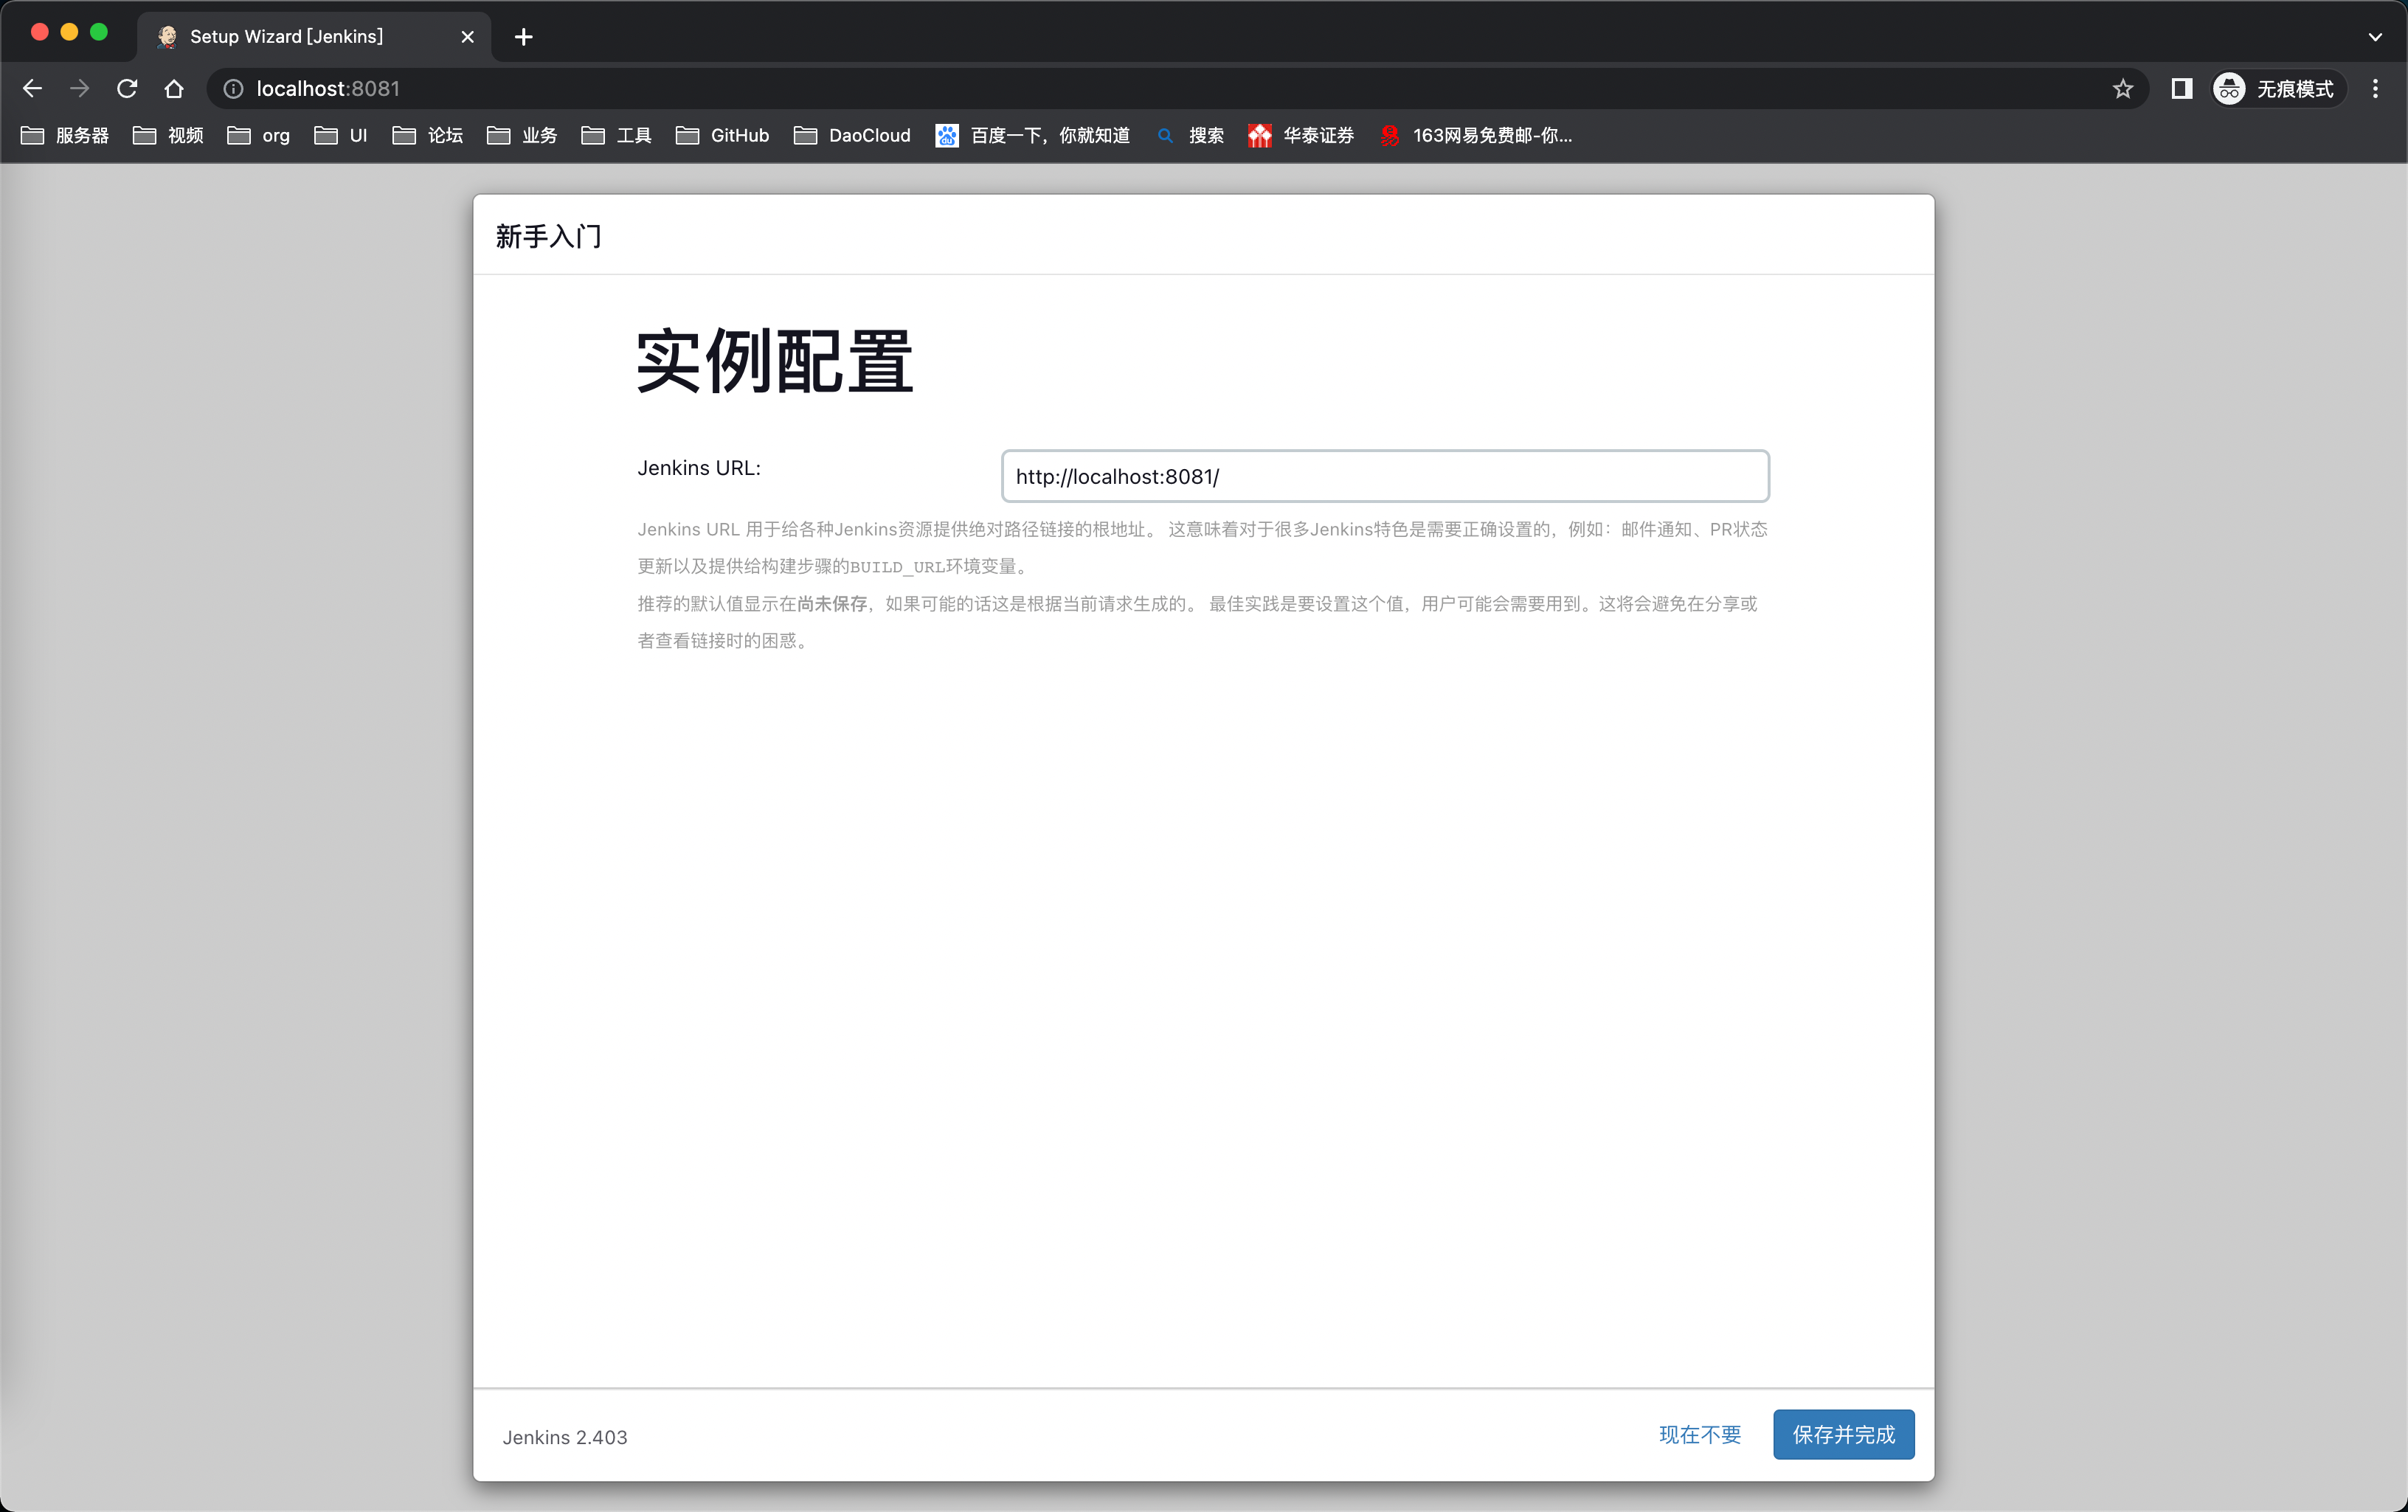 Setup Wizard [Jenkins]
localhost:8081
无痕模式
服务器 视频 org UI 论坛 业务 工具 GitHub DaoCloud 百度一下，你就知道 搜索 华泰证券 163网易免费邮-你...
新手入门
实例配置
Jenkins URL:
http://localhost:8081/
Jenkins URL 用于给各种Jenkins资源提供绝对路径链接的根地址。 这意味着对于很多Jenkins特色是需要正确设置的，例如：邮件通知、PR状态
更新以及提供给构建步骤的BUILD_URL环境变量。
推荐的默认值显示在尚未保存，如果可能的话这是根据当前请求生成的。 最佳实践是要设置这个值，用户可能会需要用到。这将会避免在分享或
者查看链接时的困惑。
Jenkins 2.403
现在不要
保存并完成